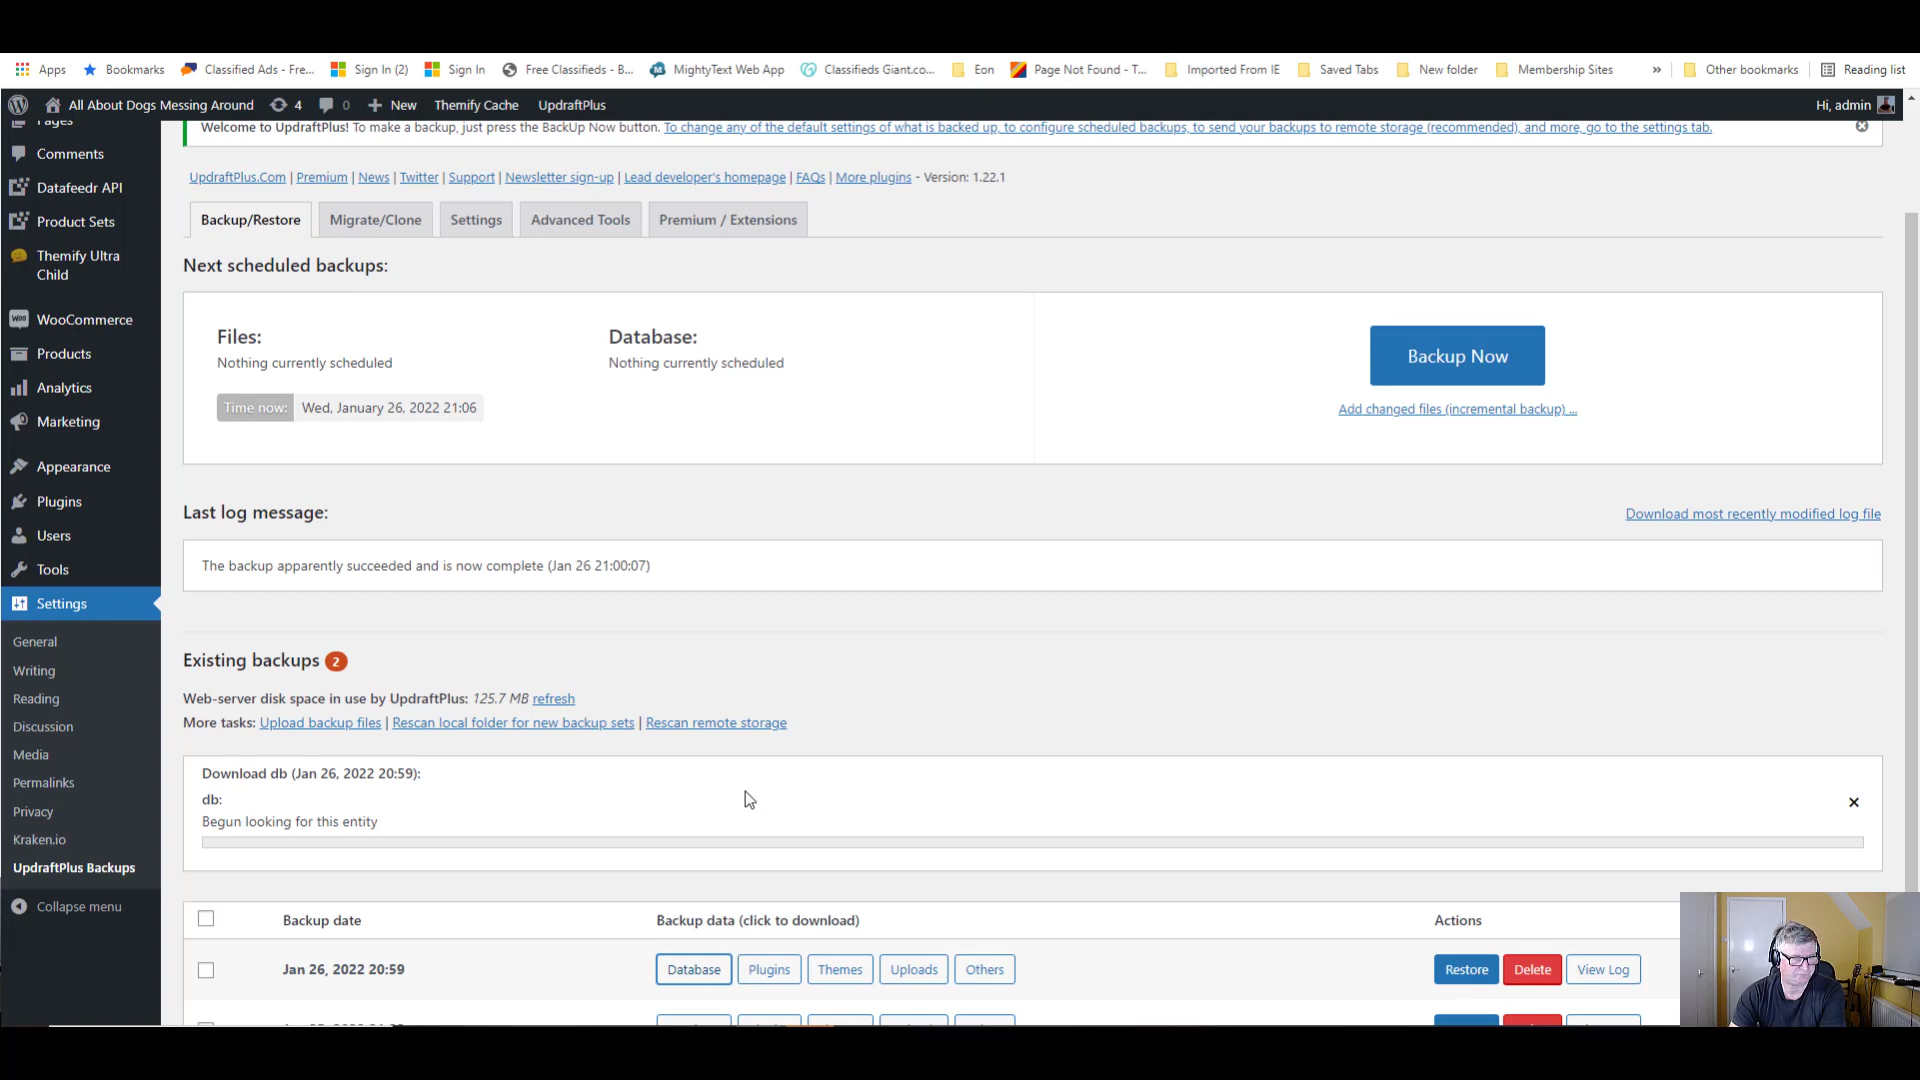 Apps
Bookmarks
Classified Ads - Fre...
Sign In (2)
Sign In
Free Classifieds - B...
MightyText Web App
Classifieds Giant.co...
Eon
Page Not Found - T...
Imported From IE
Saved Tabs
New folder
Membership Sites
»
Other bookmarks
Reading list
All About Dogs Messing Around
4
0
New
Themify Cache
UpdraftPlus
Hi, admin
Pages
Comments
Datafeedr API
Product Sets
Themify Ultra
Child
WooCommerce
Products
Analytics
Marketing
Appearance
Plugins
Users
Tools
Settings
General
Writing
Reading
Discussion
Media
Permalinks
Privacy
Kraken.io
UpdraftPlus Backups
Collapse menu
Welcome to UpdraftPlus! To make a backup, just press the BackUp Now button. To change any of the default settings of what is backed up, to configure scheduled backups, to send your backups to remote storage (recommended), and more, go to the settings tab.
UpdraftPlus.Com | Premium | News | Twitter | Support | Newsletter sign-up | Lead developer's homepage | FAQs | More plugins - Version: 1.22.1
Backup/Restore
Migrate/Clone
Settings
Advanced Tools
Premium / Extensions
Next scheduled backups:
Files:
Nothing currently scheduled
Database:
Nothing currently scheduled
Time now: Wed, January 26, 2022 21:06
Backup Now
Add changed files (incremental backup) ...
Last log message:
Download most recently modified log file
The backup apparently succeeded and is now complete (Jan 26 21:00:07)
Existing backups 2
Web-server disk space in use by UpdraftPlus: 125.7 MB refresh
More tasks: Upload backup files | Rescan local folder for new backup sets | Rescan remote storage
Download db (Jan 26, 2022 20:59):
db:
Begun looking for this entity
Backup date
Backup data (click to download)
Actions
Jan 26, 2022 20:59
Database
Plugins
Themes
Uploads
Others
Restore
Delete
View Log